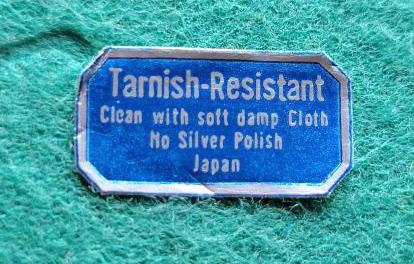 Tarnish-Resistant
Clean with soft damp Cloth
No Silver Polish
Japan